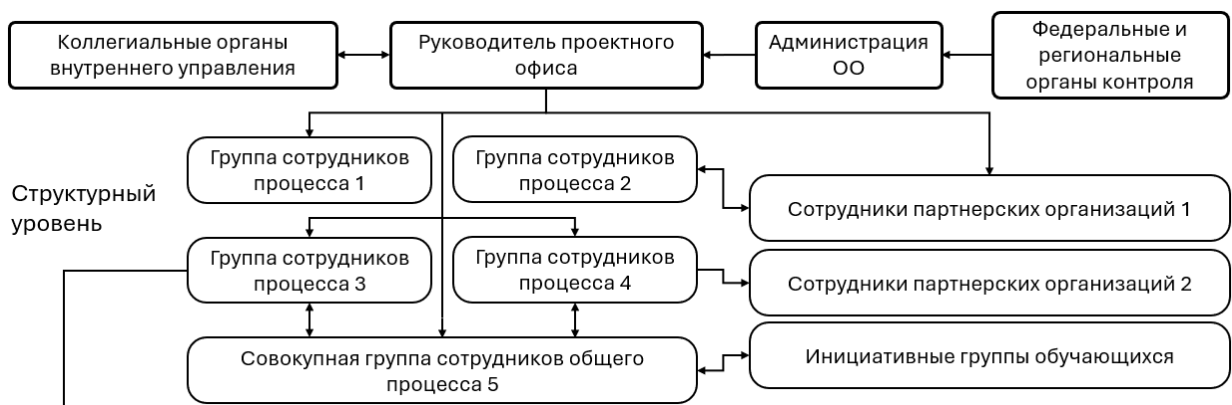 Коллегиальные органы
внутреннего управления
Руководитель проектного
офиса
Администрация
ОО
Федеральные и
региональные
органы контроля
Структурный
уровень
Группа сотрудников
процесса 1
Группа сотрудников
процесса 2
Сотрудники партнерских организаций 1
Группа сотрудников
процесса 3
Группа сотрудников
процесса 4
Сотрудники партнерских организаций 2
Совокупная группа сотрудников общего
процесса 5
Инициативные группы обучающихся